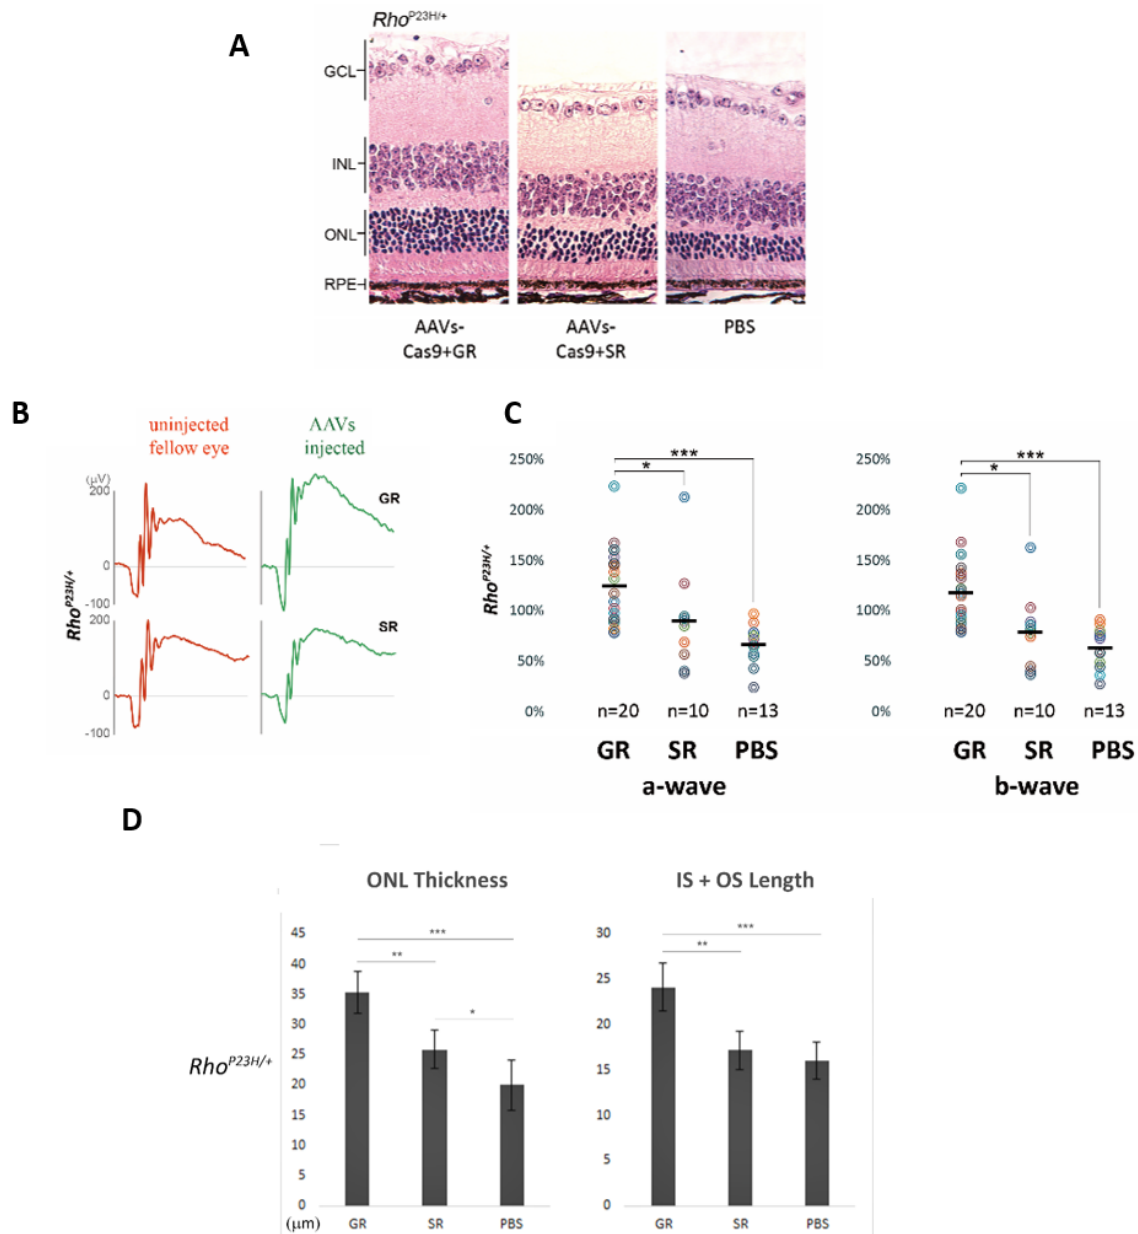 A
Rho^P23H/+
GCL
INL
ONL
RPE
AAVs-
Cas9+GR
AAVs-
Cas9+SR
PBS
B
uninjected
fellow eye
AAVs
injected
(μV)
200
0
-100
GR
200
0
-100
SR
Rho^P23H/+
C
250%
200%
150%
100%
50%
0%
Rho^P23H/+
***
*
n=20 n=10 n=13
GR SR PBS
a-wave
250%
200%
150%
100%
50%
0%
***
*
n=20 n=10 n=13
GR SR PBS
b-wave
D
Rho^P23H/+
ONL Thickness
45
40
35
30
25
20
15
10
5
0
***
**
*
(μm) GR SR PBS
IS + OS Length
30
25
20
15
10
5
0
***
**
GR SR PBS